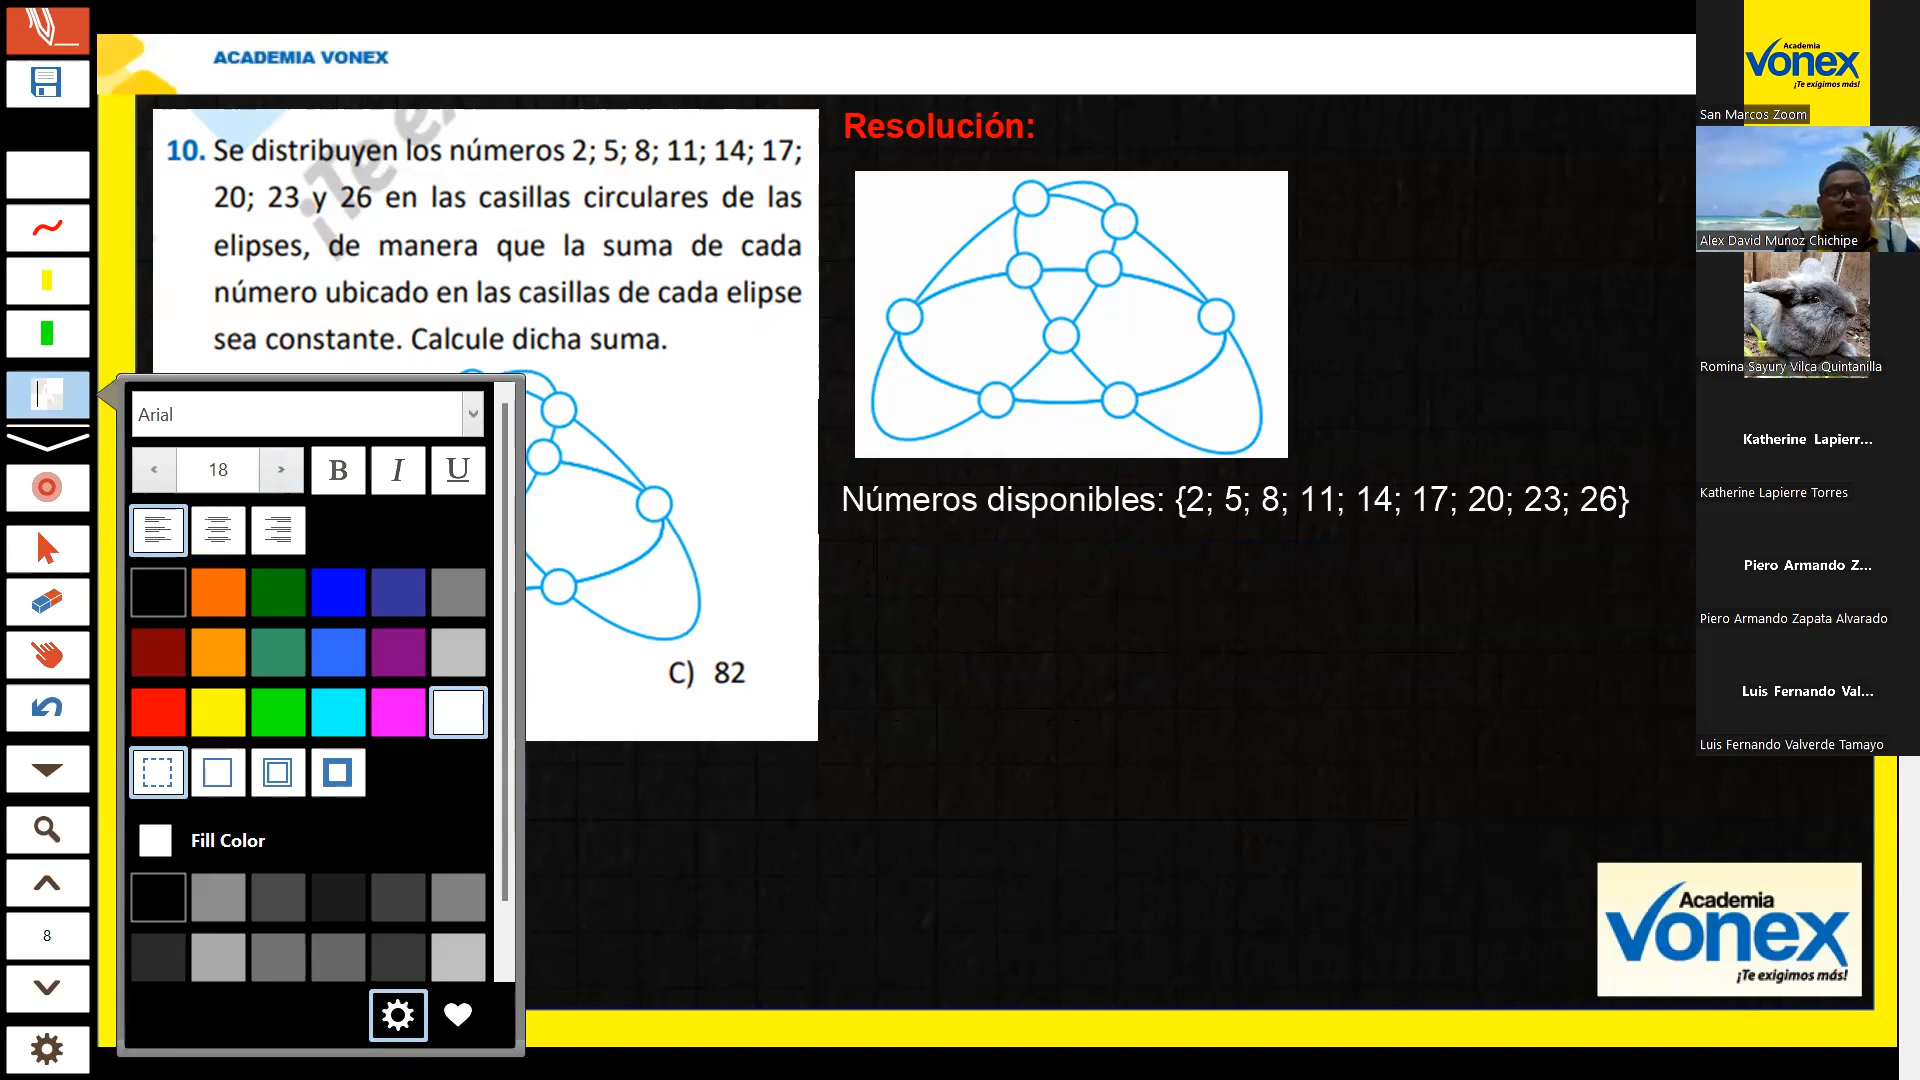 ACADEMIA VONEX
10. Se distribuyen los números 2; 5; 8; 11; 14; 17;
20; 23 y 26 en las casillas circulares de las
elipses, de manera que la suma de cada
número ubicado en las casillas de cada elipse
sea constante. Calcule dicha suma.
C) 82
Resolución:
Números disponibles: {2; 5; 8; 11; 14; 17; 20; 23; 26}
Arial
18
B I U
Fill Color
8
Academia
vonex
¡Te exigimos más!
San Marcos Zoom
Alex David Munoz Chichipe
Romina Sayury Vilca Quintanilla
Katherine Lapierr...
Katherine Lapierre Torres
Piero Armando Z...
Piero Armando Zapata Alvarado
Luis Fernando Val...
Luis Fernando Valverde Tamayo
Academia
vonex
¡Te exigimos más!